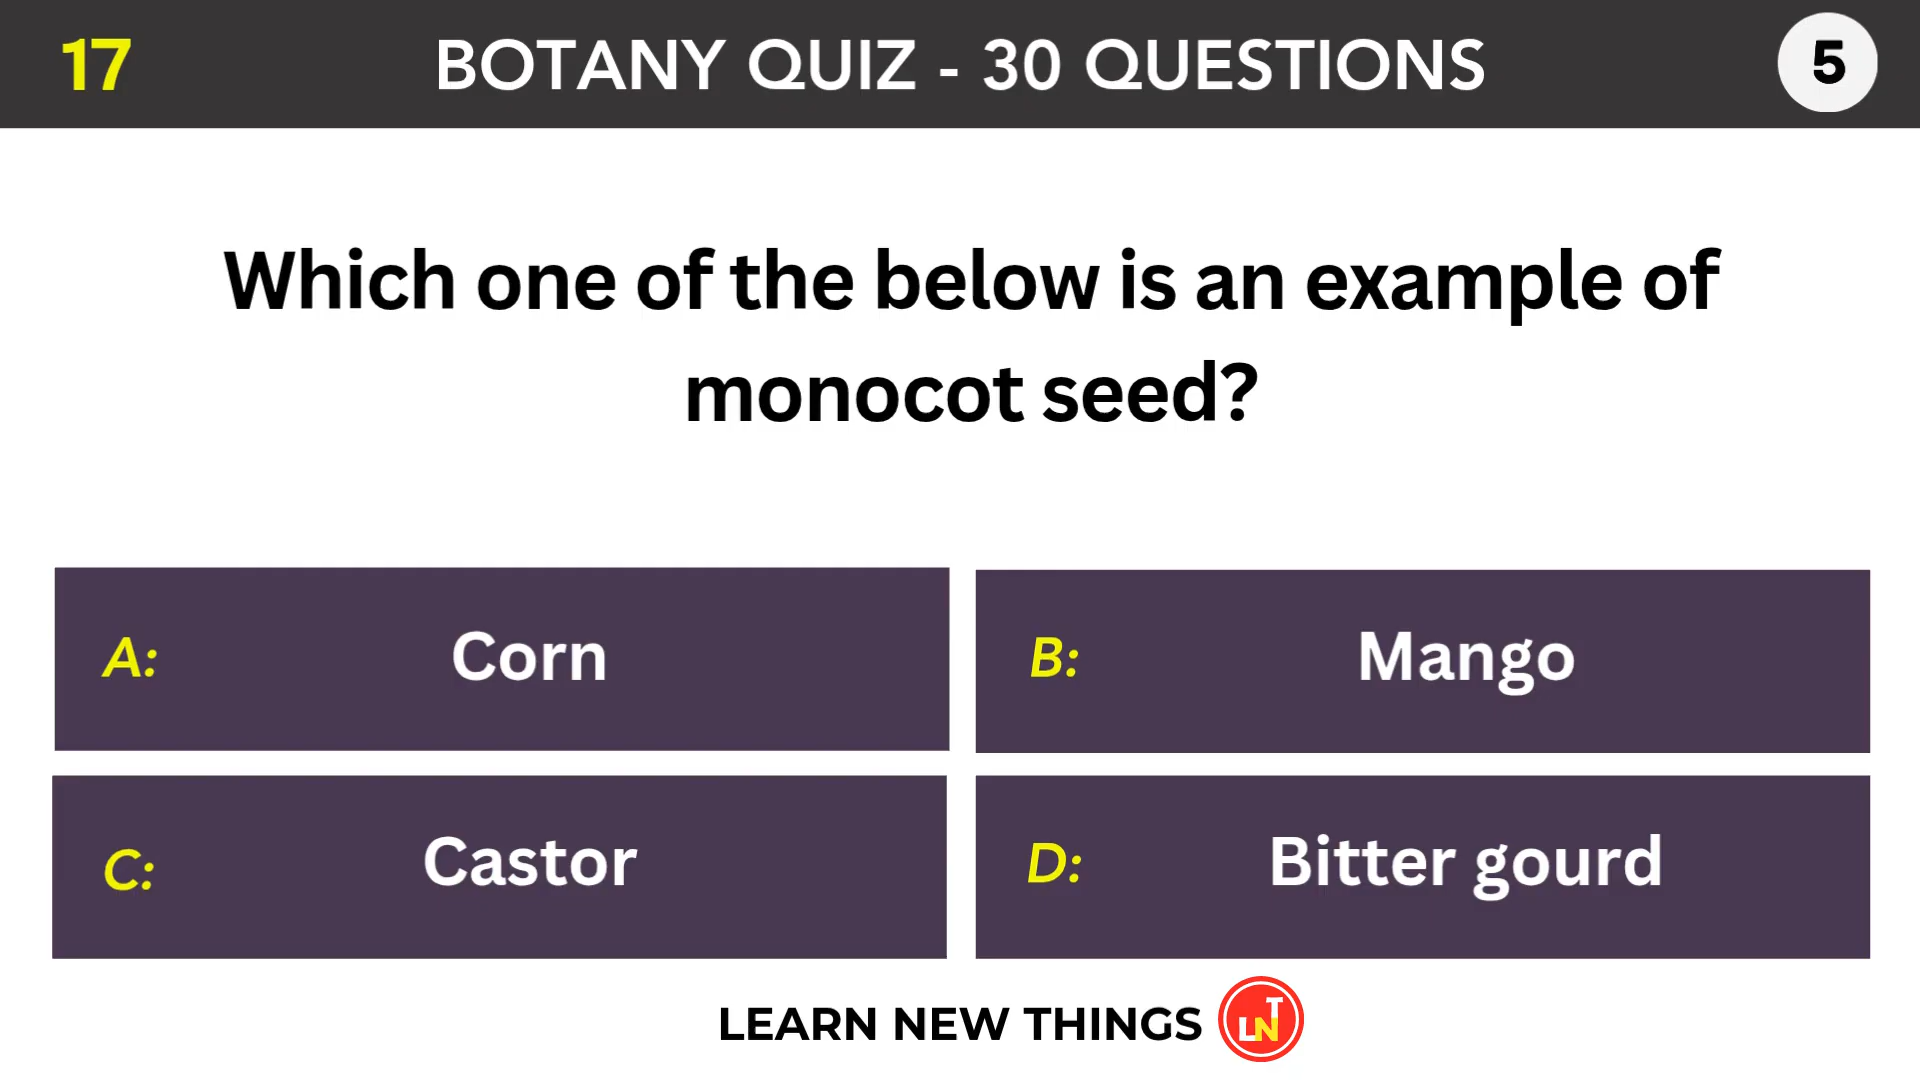 17
BOTANY QUIZ - 30 QUESTIONS
5
Which one of the below is an example of
monocot seed?
A: Corn
B: Mango
C: Castor
D: Bitter gourd
LEARN NEW THINGS
LNT